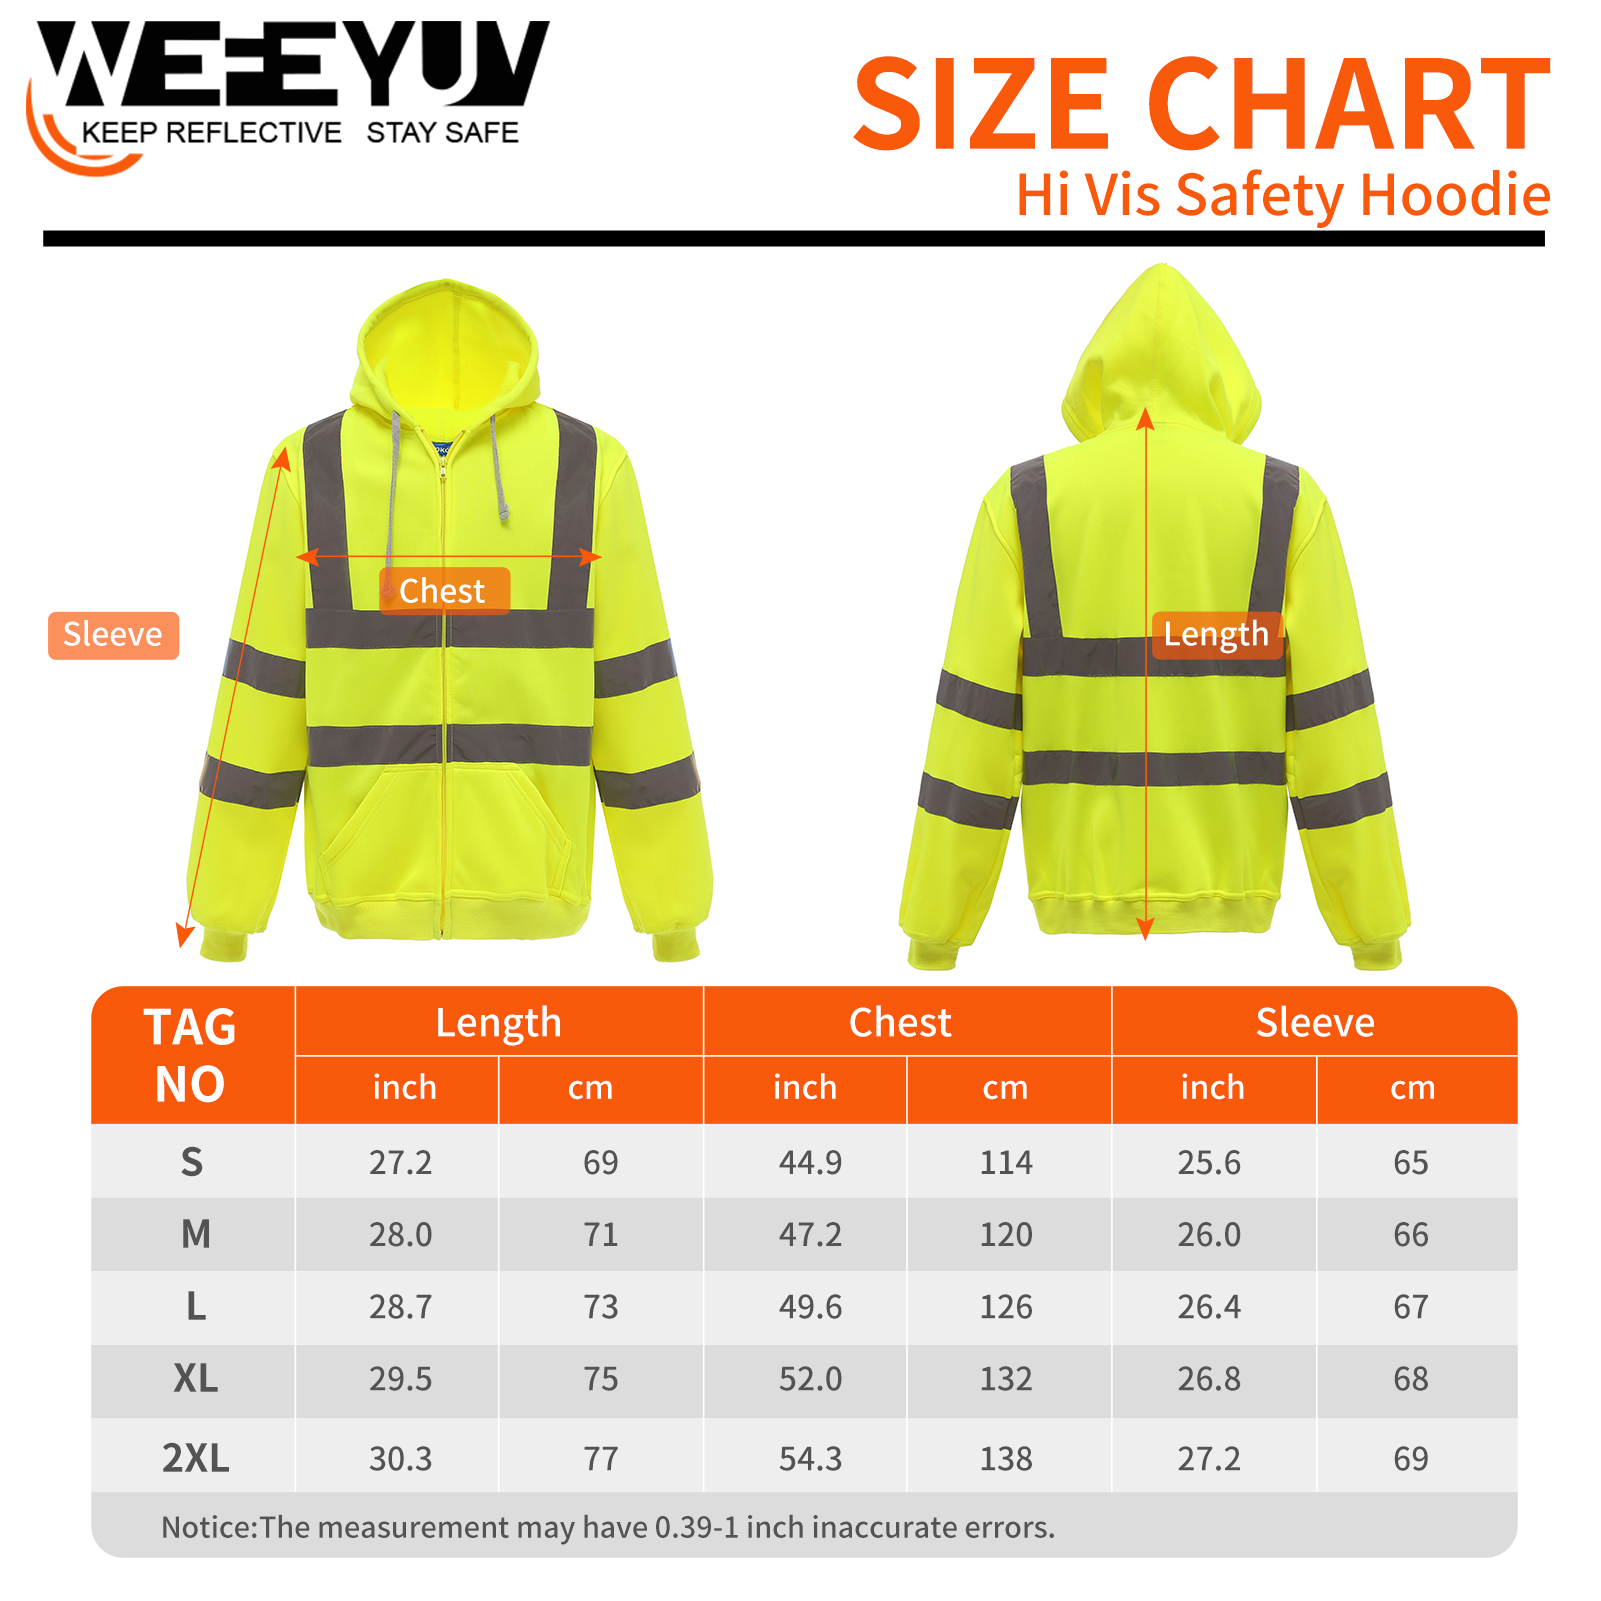 WEFEYUV
KEEP REFLECTIVE STAY SAFE
SIZE CHART
Hi Vis Safety Hoodie
Sleeve
Chest
Length
TAG NO Length Chest Sleeve
inch cm inch cm inch cm
S 27.2 69 44.9 114 25.6 65
M 28.0 71 47.2 120 26.0 66
L 28.7 73 49.6 126 26.4 67
XL 29.5 75 52.0 132 26.8 68
2XL 30.3 77 54.3 138 27.2 69
Notice:The measurement may have 0.39-1 inch inaccurate errors.